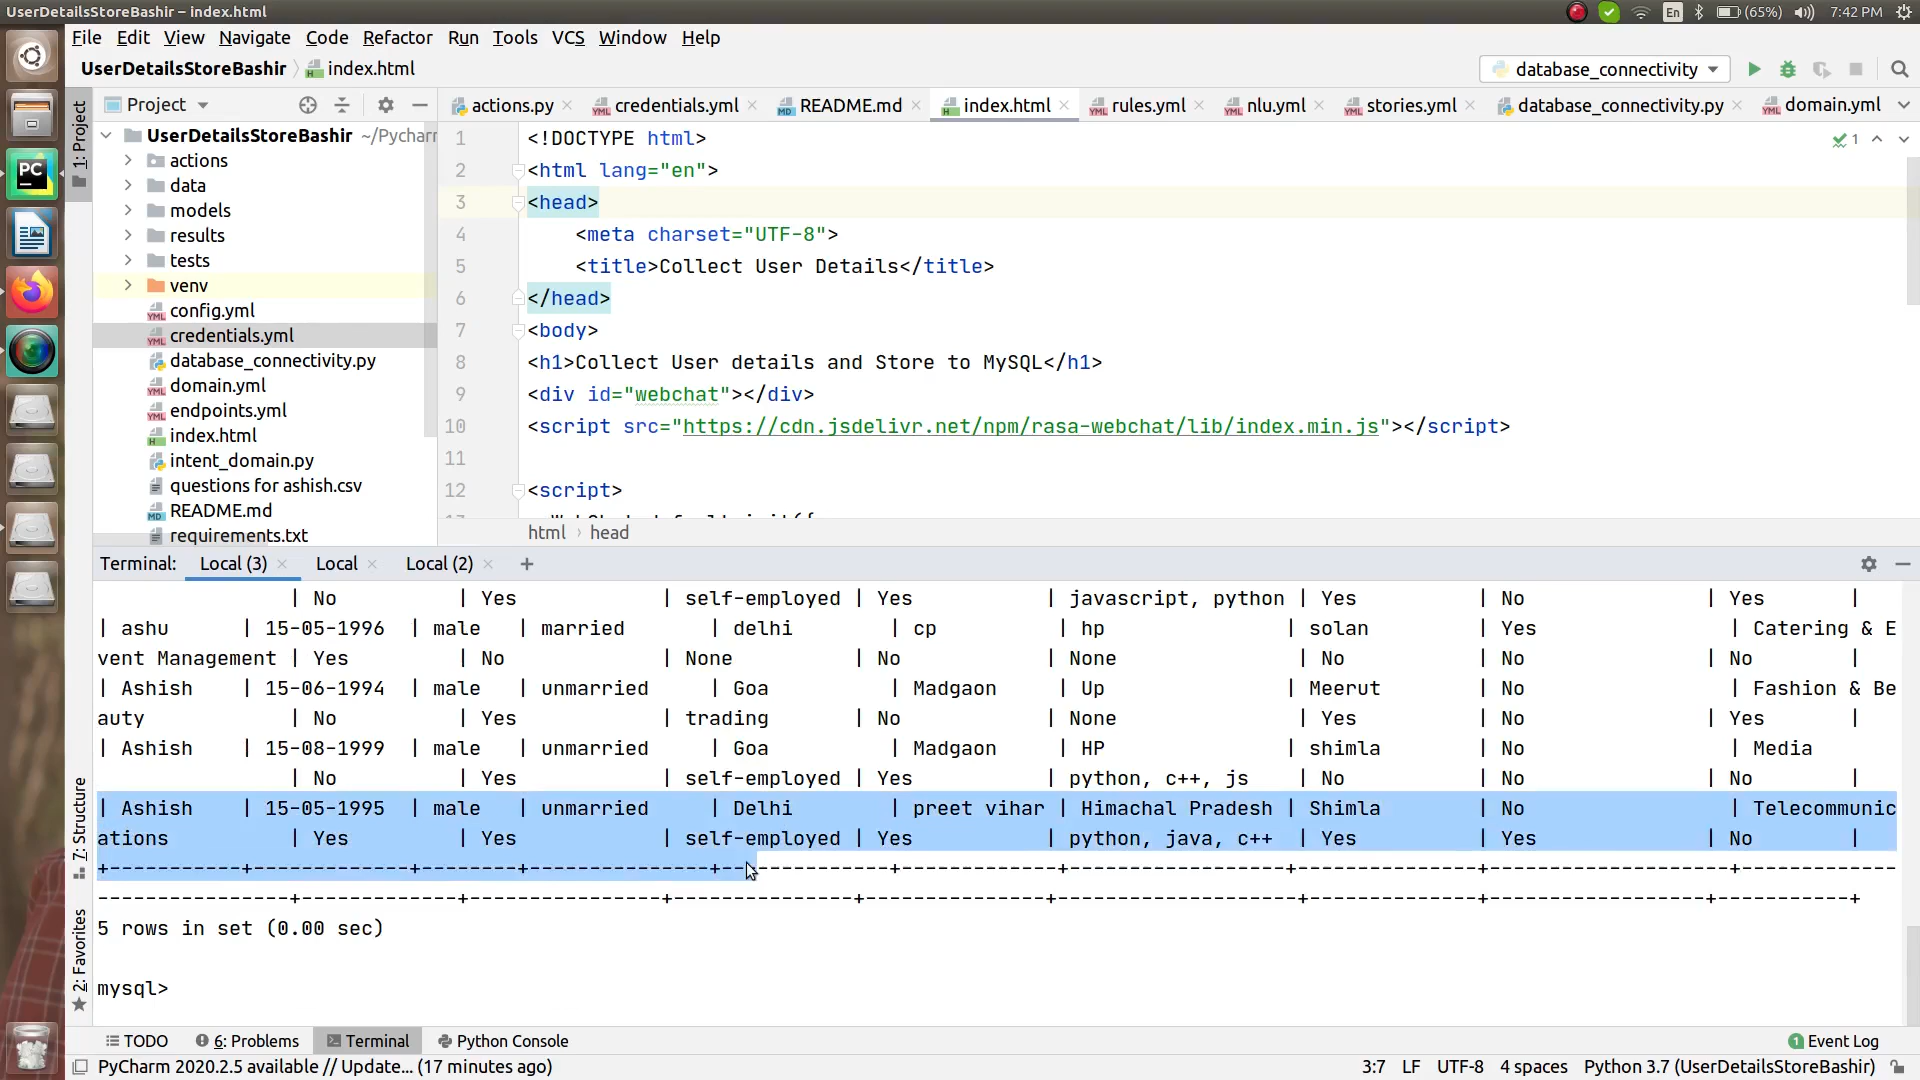 UserDetailsStoreBashir – index.html
En (65%) 7:42 PM
File Edit View Navigate Code Refactor Run Tools VCS Window Help
UserDetailsStoreBashir index.html
database_connectivity
1: Project
Project
actions.py credentials.yml README.md index.html rules.yml nlu.yml stories.yml database_connectivity.py domain.yml
UserDetailsStoreBashir ~/Pycharm
actions
data
models
results
tests
venv
config.yml
credentials.yml
database_connectivity.py
domain.yml
endpoints.yml
index.html
intent_domain.py
questions for ashish.csv
README.md
requirements.txt
1
1 <!DOCTYPE html>
2 <html lang="en">
3 <head>
4 <meta charset="UTF-8">
5 <title>Collect User Details</title>
6 </head>
7 <body>
8 <h1>Collect User details and Store to MySQL</h1>
9 <div id="webchat"></div>
10 <script src="https://cdn.jsdelivr.net/npm/rasa-webchat/lib/index.min.js"></script>
11
12 <script>
html › head
Terminal: Local (3) Local Local (2) +
| No | Yes | self-employed | Yes | javascript, python | Yes | No | Yes |
| ashu | 15-05-1996 | male | married | delhi | cp | hp | solan | Yes | Catering & E
vent Management | Yes | No | None | No | None | No | No | No |
| Ashish | 15-06-1994 | male | unmarried | Goa | Madgaon | Up | Meerut | No | Fashion & Be
auty | No | Yes | trading | No | None | Yes | No | Yes |
| Ashish | 15-08-1999 | male | unmarried | Goa | Madgaon | HP | shimla | No | Media
| No | Yes | self-employed | Yes | python, c++, js | No | No | No |
| Ashish | 15-05-1995 | male | unmarried | Delhi | preet vihar | Himachal Pradesh | Shimla | No | Telecommunic
ations | Yes | Yes | self-employed | Yes | python, java, c++ | Yes | Yes | No |
+-----------+-------------+--------+---------------+--------------+-------------+------------------+---------------+--------------------+-------------
----------------+-------------+----------------+---------------+---------------+--------------------+--------------+------------------+-----------+
5 rows in set (0.00 sec)
mysql>
7: Structure
2: Favorites
TODO 6: Problems Terminal Python Console 1 Event Log
PyCharm 2020.2.5 available // Update... (17 minutes ago) 3:7 LF UTF-8 4 spaces Python 3.7 (UserDetailsStoreBashir)